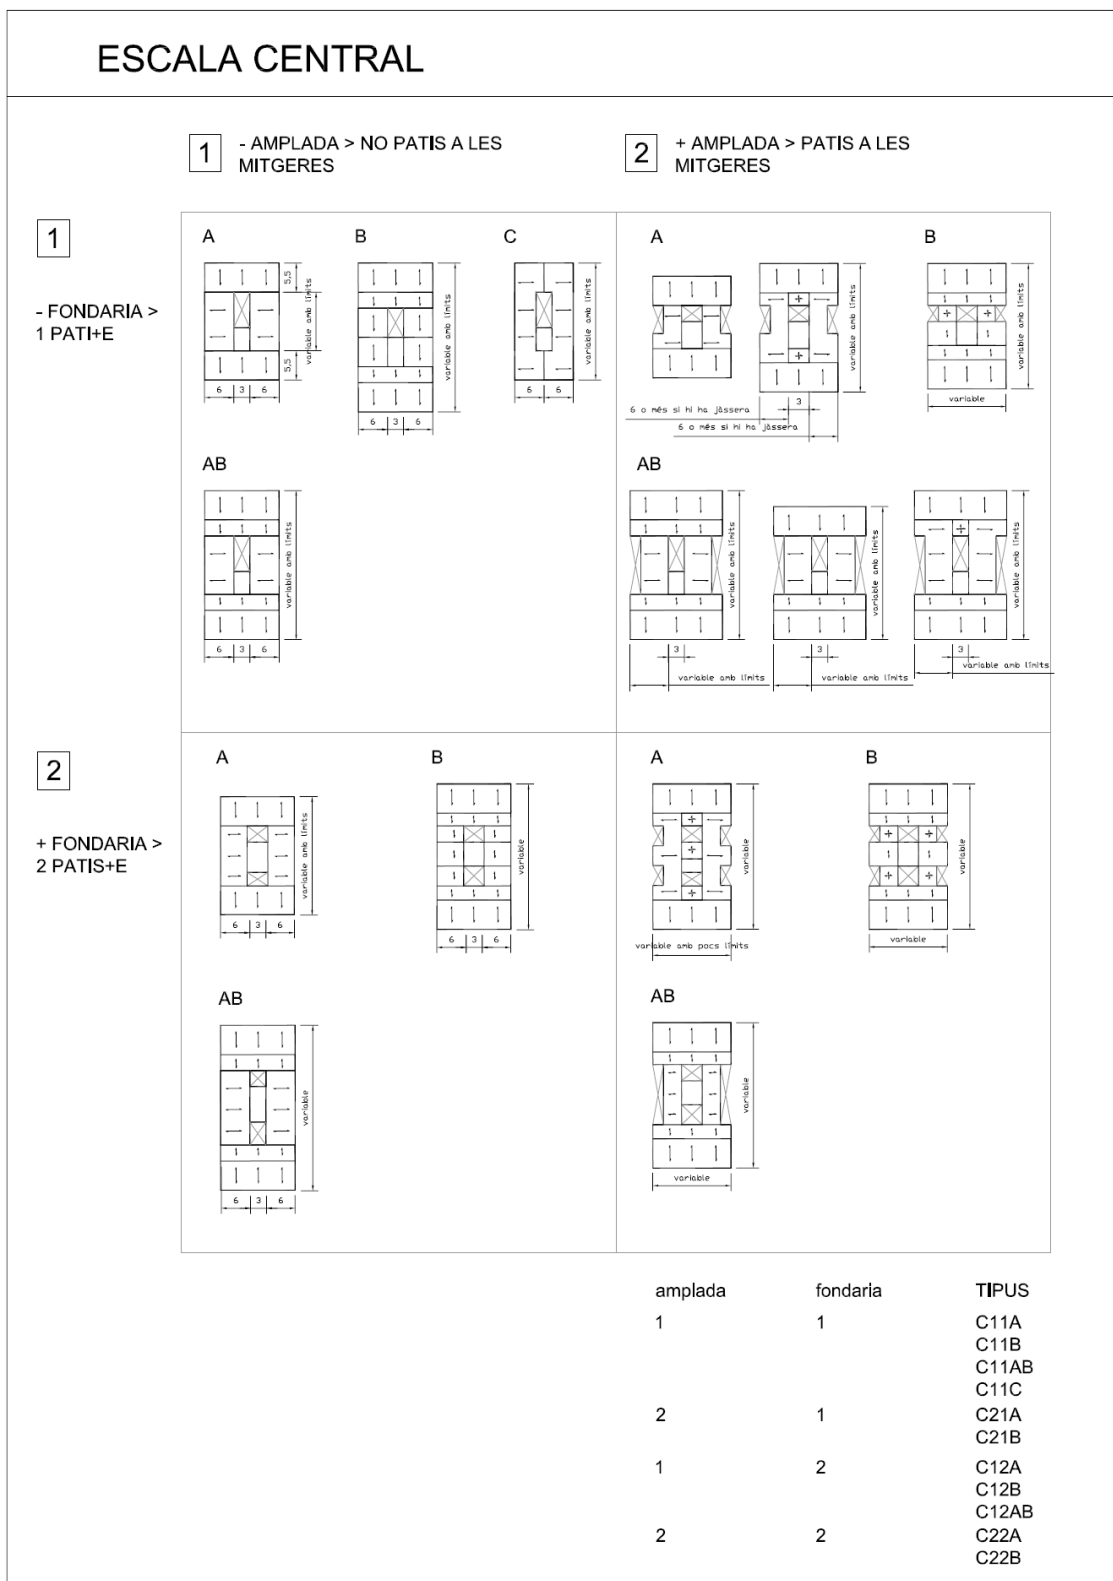 ESCALA CENTRAL
1
- AMPLADA > NO PATIS A LES
MITGERES
2
+ AMPLADA > PATIS A LES
MITGERES
1
- FONDARIA >
1 PATI+E
A
5,5
variable amb límits
5,5
6 3 6
B
variable amb límits
6 3 6
C
variable amb límits
6 6
AB
variable amb límits
6 3 6
A
variable amb límits
3
6 o més si hi ha jàssera
6 o més si hi ha jàssera
B
variable amb límits
variable
AB
variable amb límits
3
variable amb límits
variable amb límits
3
variable amb límits
variable amb límits
3
variable amb límits
2
+ FONDARIA >
2 PATIS+E
A
variable amb límits
6 3 6
B
variable
6 3 6
AB
variable
6 3 6
A
variable
variable amb pocs límits
B
variable
variable
AB
variable
variable
amplada fondaria TIPUS
1 1 C11A
C11B
C11AB
C11C
2 1 C21A
C21B
1 2 C12A
C12B
C12AB
2 2 C22A
C22B